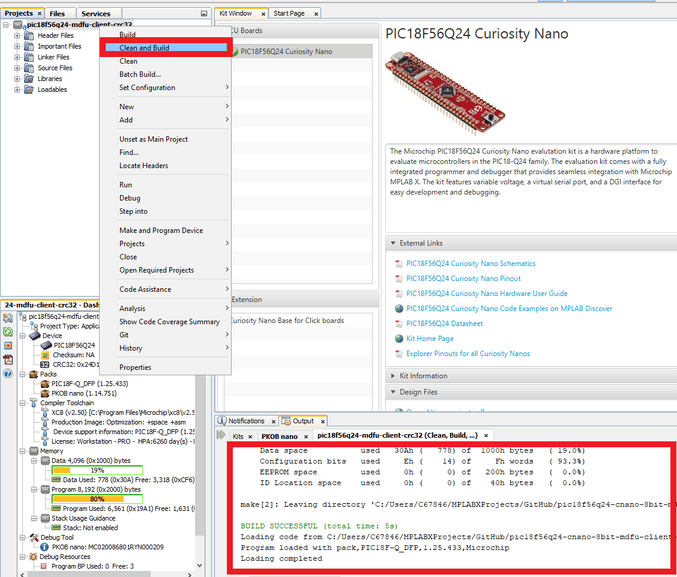 Projects
Files
Services
pic18f56q24-mdfu-client-crc32
Header Files
Important Files
Linker Files
Source Files
Libraries
Loadables
Build
Clean and Build
Clean
Batch Build...
Set Configuration
New
Add
Unset as Main Project
Find...
Locate Headers
Run
Debug
Step into
Make and Program Device
Projects
Close
Open Required Projects
Code Assistance
Analysis
Show Code Coverage Summary
Git
History
Properties
Kit Window
Start Page
CU Boards
PIC18F56Q24 Curiosity Nano
Extension
Curiosity Nano Base for Click boards
PIC18F56Q24 Curiosity Nano
The Microchip PIC18F56Q24 Curiosity Nano evalutation kit is a hardware platform to
evaluate microcontrollers in the PIC18-Q24 family. The evaluation kit comes with a fully
integrated programmer and debugger that provides seamless integration with Microchip
MPLAB X. The kit features variable voltage, a virtual serial port, and a DGI interface for
easy development and debugging.
External Links
PIC18F56Q24 Curiosity Nano Schematics
PIC18F56Q24 Curiosity Nano Pinout
PIC18F56Q24 Curiosity Nano Hardware User Guide
PIC18F56Q24 Curiosity Nano Code Examples on MPLAB Discover
PIC18F56Q24 Datasheet
Kit Home Page
Explorer Pinouts for all Curiosity Nanos
Kit Information
Design Files
24-mdfu-client-crc32 - Dash
pic18f56q24-mdfu-client
Project Type: Applica
Device
PIC18F56Q24
Checksum: NA
CRC32: 0x24D1
Packs
PIC18F-Q_DFP (1.25.433)
PKOB nano (1.14.751)
Compiler Toolchain
XC8 (v2.50) [C:\Program Files\Microchip\xc8\v2.5
Production Image: Optimization: +space +asm
Device support information: PIC18F-Q_DFP (1.25.4
License: Workstation - PRO - HPA:6260 day(s) - H
Memory
Data 4,096 (0x1000) bytes
19%
Data Used: 778 (0x30A) Free: 3,318 (0xCF6)
Program 8,192 (0x2000) bytes
80%
Program Used: 6,561 (0x19A1) Free: 1,631
Stack Usage Guidance
Stack: Not enabled
Debug Tool
PKOB nano: MC020086801RYN000209
Debug Resources
Program BP Used: 0 Free: 3
Notifications
Output
Kits
PKOB nano
pic18f56q24-mdfu-client-crc32 (Clean, Build, ...)
Data space used 30Ah ( 778) of 1000h bytes ( 19.0%)
Configuration bits used Eh ( 14) of Fh words ( 93.3%)
EEPROM space used 0h ( 0) of 200h bytes ( 0.0%)
ID Location space used 0h ( 0) of 40h bytes ( 0.0%)
make[2]: Leaving directory 'C:/Users/C67846/MPLABXProjects/GitHub/pic18f56q24-cnano-8bit-md
BUILD SUCCESSFUL (total time: 5s)
Loading code from C:/Users/C67846/MPLABXProjects/GitHub/pic18f56q24-cnano-8bit-mdfu-client-
Program loaded with pack,PIC18F-Q_DFP,1.25.433,Microchip
Loading completed